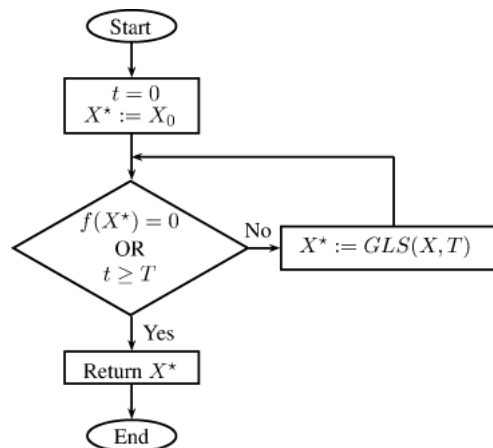 Start
t = 0
X* := X₀
f(X*) = 0
OR
t ≥ T
No
X* := GLS(X, T)
Yes
Return X*
End